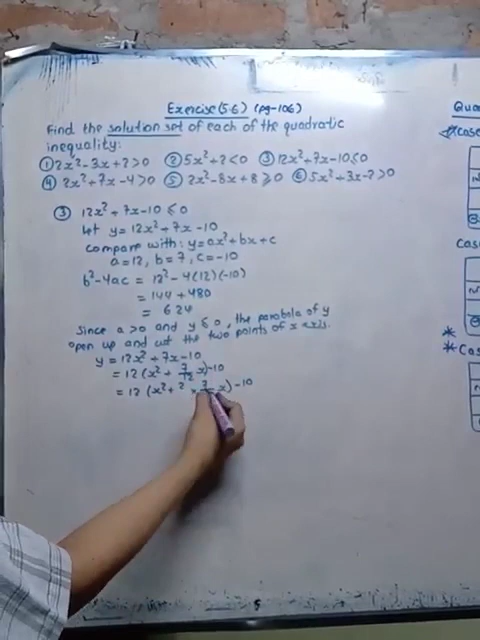 Exercise(5.6) (pg-106)
Find the solution set of each of the quadratic
inequality:
① 2x²-3x+2>0 ② 5x²+2<0 ③ 12x²+7x-10≤0
④ 2x²+7x-4>0 ⑤ 2x²-8x+8≥0 ⑥ 5x²+3x-2>0
③ 12x²+7x-10≤0
Let y=12x²+7x-10
compare with: y=ax²+bx+c
a=12, b=7, c=-10
b²-4ac = 12²-4(12)(-10)
= 144+480
= 624
Since a>0 and y≤0, the parabola of y
open up and cut the two points of x axis.
y=12x²+7x-10
= 12(x²+7/12 x)-10
= 12(x²+2×7/ x)-10
Qua
Case
Cas
*
*Cas